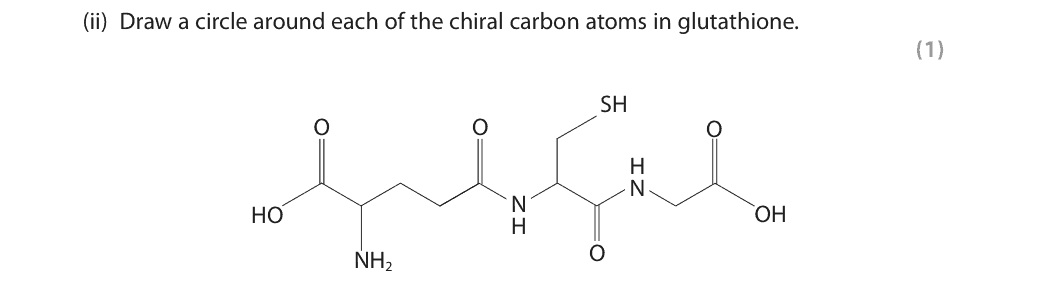 (ii) Draw a circle around each of the chiral carbon atoms in glutathione.
(1)
SH
O
O
O
H
N
HO
N
H
OH
NH₂
O